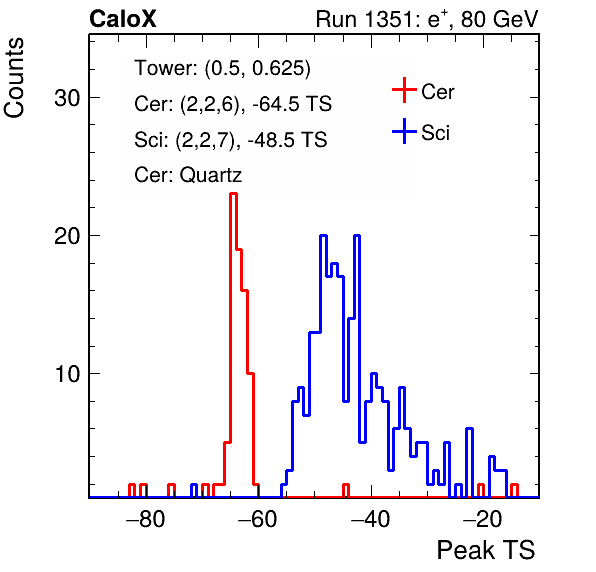 CaloX Run 1351: e⁺, 80 GeV
Counts
Tower: (0.5, 0.625)
Cer: (2,2,6), -64.5 TS
Sci: (2,2,7), -48.5 TS
Cer: Quartz
Cer
Sci
30
20
10
−80 −60 −40 −20
Peak TS